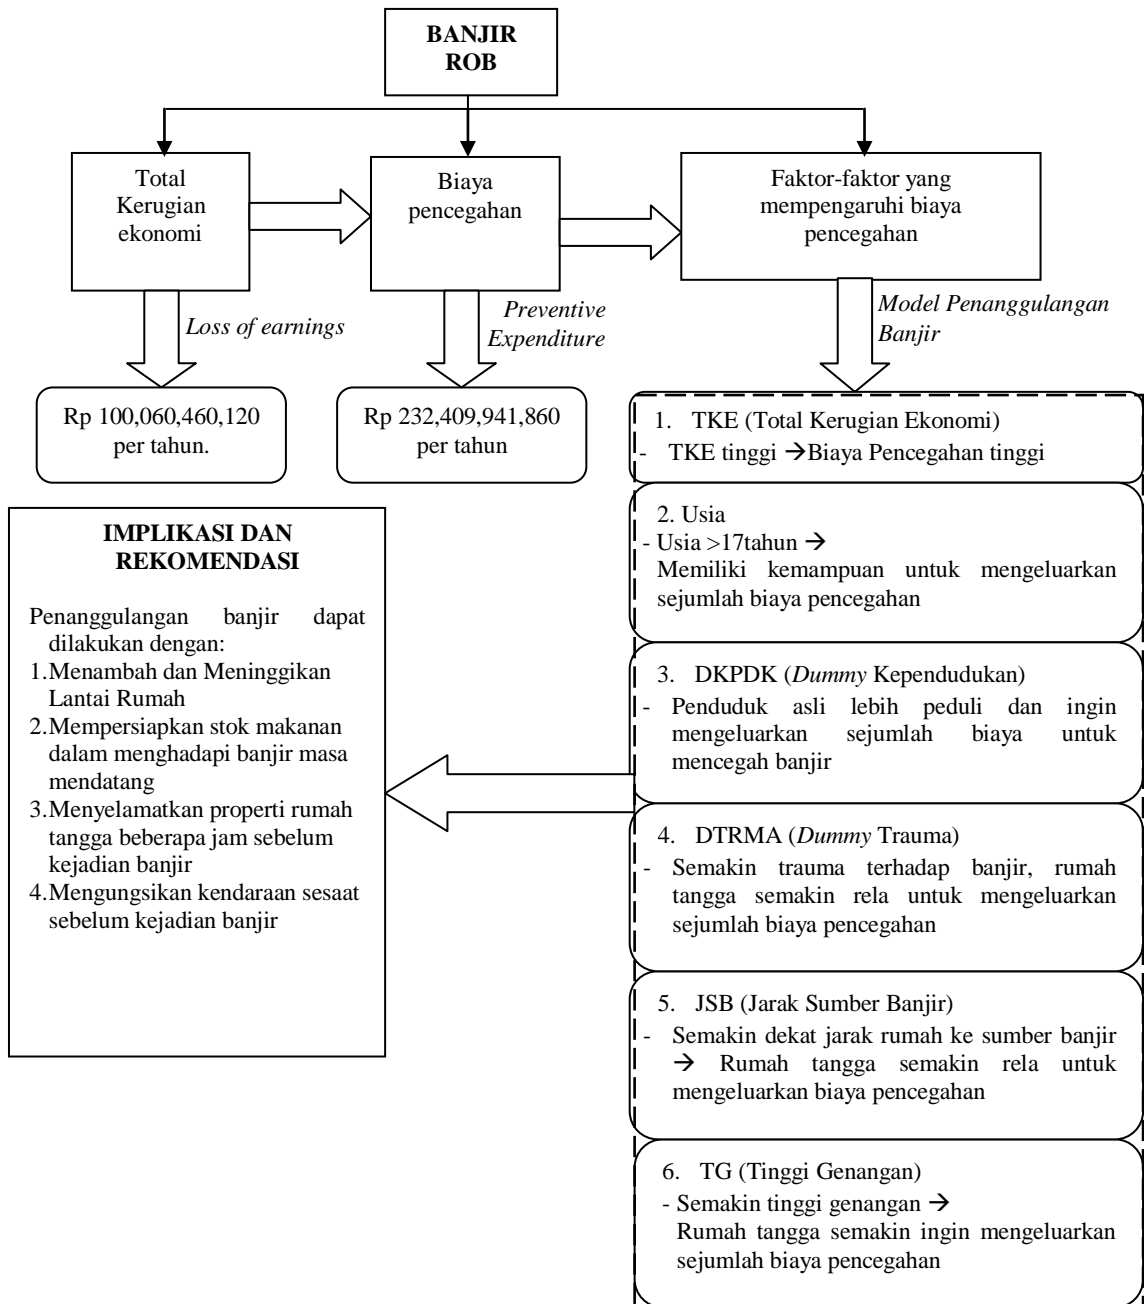 BANJIR
ROB
Total
Kerugian
ekonomi
Biaya
pencegahan
Faktor-faktor yang
mempengaruhi biaya
pencegahan
Loss of earnings
Preventive
Expenditure
Model Penanggulangan
Banjir
Rp 100,060,460,120
per tahun.
Rp 232,409,941,860
per tahun
1. TKE (Total Kerugian Ekonomi)
- TKE tinggi →Biaya Pencegahan tinggi
2. Usia
- Usia >17tahun →
Memiliki kemampuan untuk mengeluarkan
sejumlah biaya pencegahan
3. DKPDK (Dummy Kependudukan)
- Penduduk asli lebih peduli dan ingin
mengeluarkan sejumlah biaya untuk
mencegah banjir
4. DTRMA (Dummy Trauma)
- Semakin trauma terhadap banjir, rumah
tangga semakin rela untuk mengeluarkan
sejumlah biaya pencegahan
5. JSB (Jarak Sumber Banjir)
- Semakin dekat jarak rumah ke sumber banjir
→ Rumah tangga semakin rela untuk
mengeluarkan biaya pencegahan
6. TG (Tinggi Genangan)
- Semakin tinggi genangan →
Rumah tangga semakin ingin mengeluarkan
sejumlah biaya pencegahan
IMPLIKASI DAN
REKOMENDASI
Penanggulangan banjir dapat
dilakukan dengan:
1.Menambah dan Meninggikan
Lantai Rumah
2.Mempersiapkan stok makanan
dalam menghadapi banjir masa
mendatang
3.Menyelamatkan properti rumah
tangga beberapa jam sebelum
kejadian banjir
4.Mengungsikan kendaraan sesaat
sebelum kejadian banjir